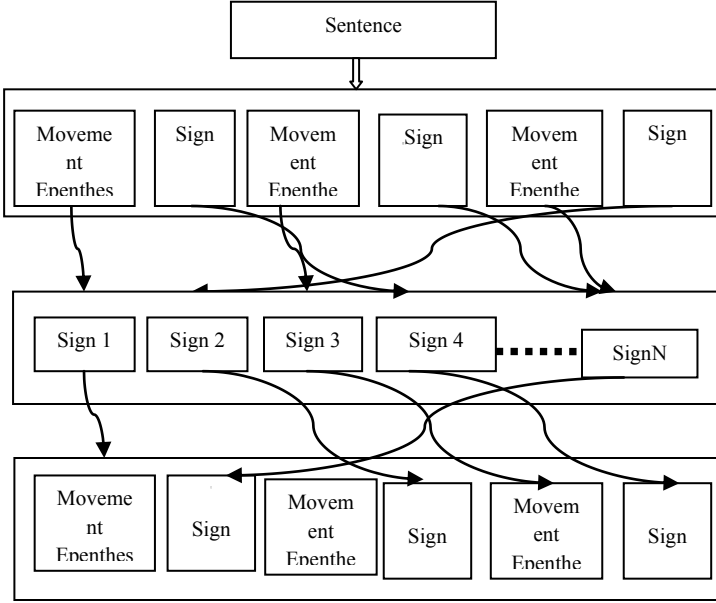 Sentence
Moveme
nt
Epenthes
Sign
Movem
ent
Epenthe
Sign
Movem
ent
Epenthe
Sign
Sign 1
Sign 2
Sign 3
Sign 4
SignN
Moveme
nt
Epenthes
Sign
Movem
ent
Epenthe
Sign
Movem
ent
Epenthe
Sign